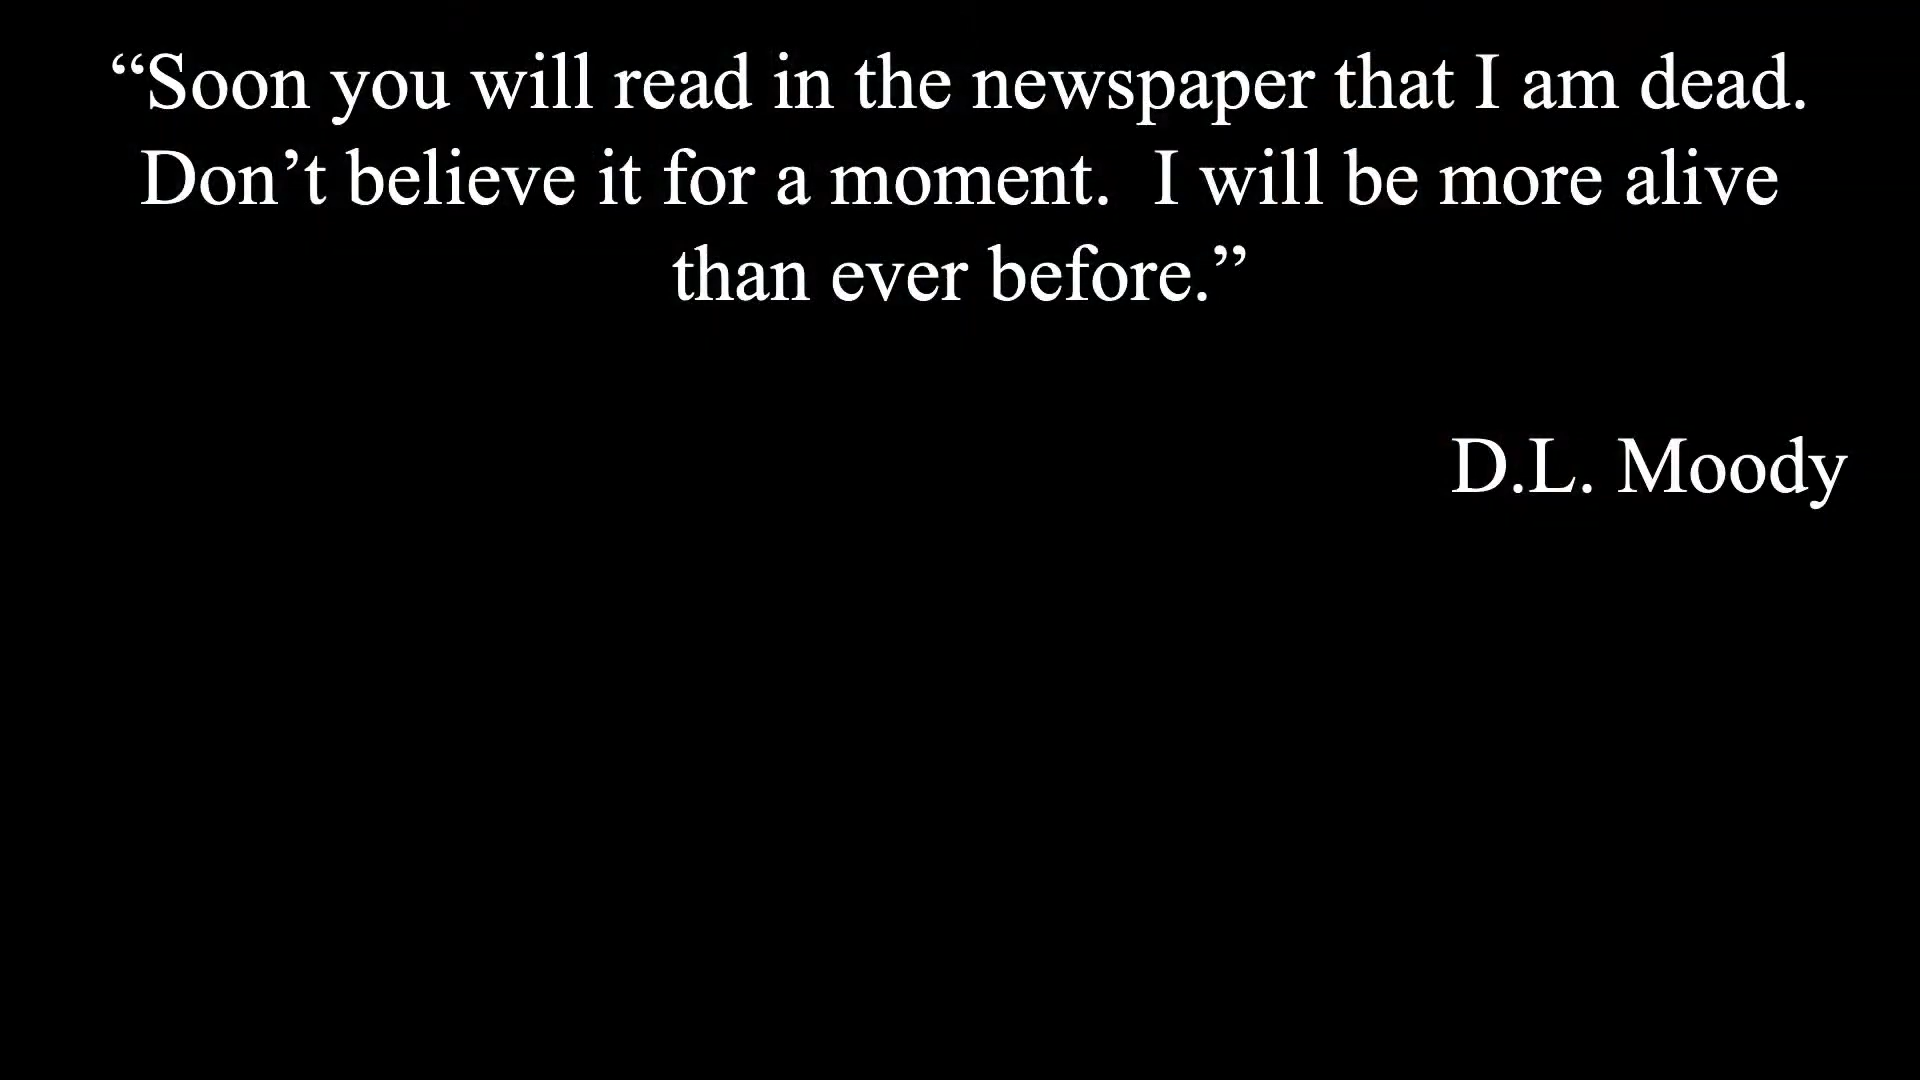 “Soon you will read in the newspaper that I am dead.
Don’t believe it for a moment.  I will be more alive
than ever before.”
D.L. Moody